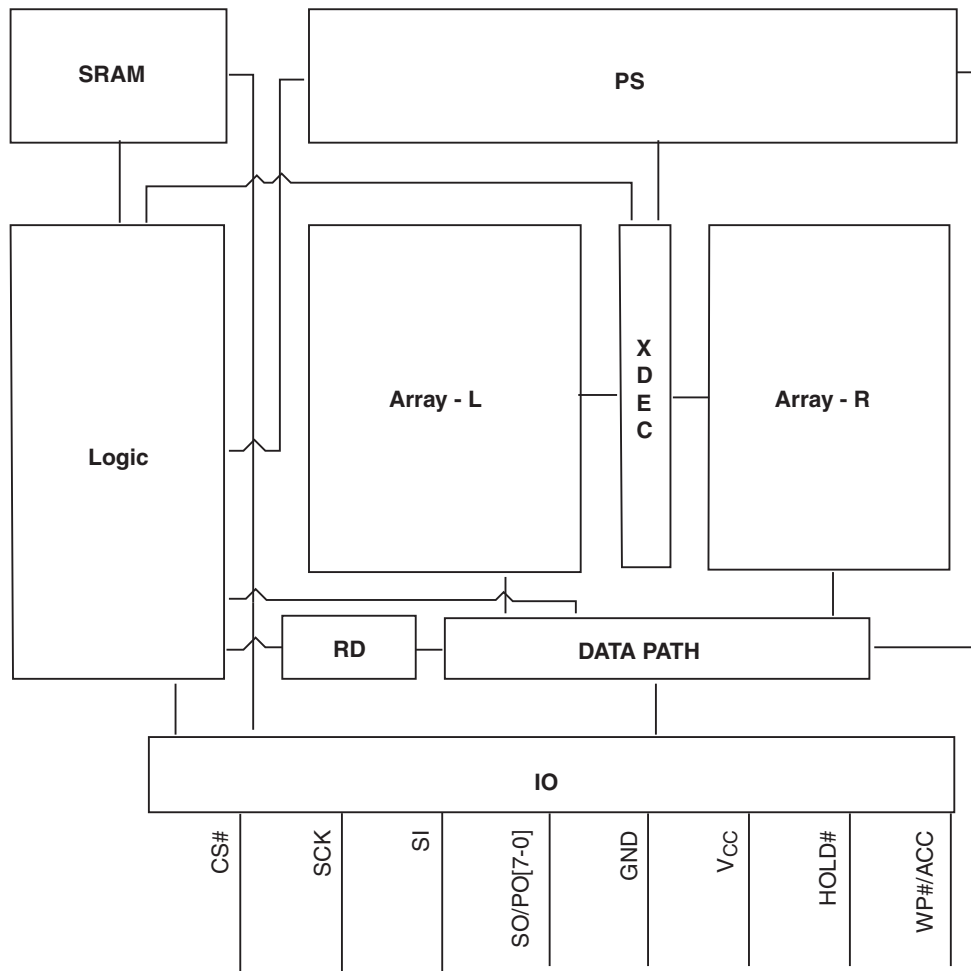 SRAM
PS
Logic
Array - L
X
D
E
C
Array - R
RD
DATA PATH
IO
CS#
SCK
SI
SO/PO[7-0]
GND
VCC
HOLD#
WP#/ACC